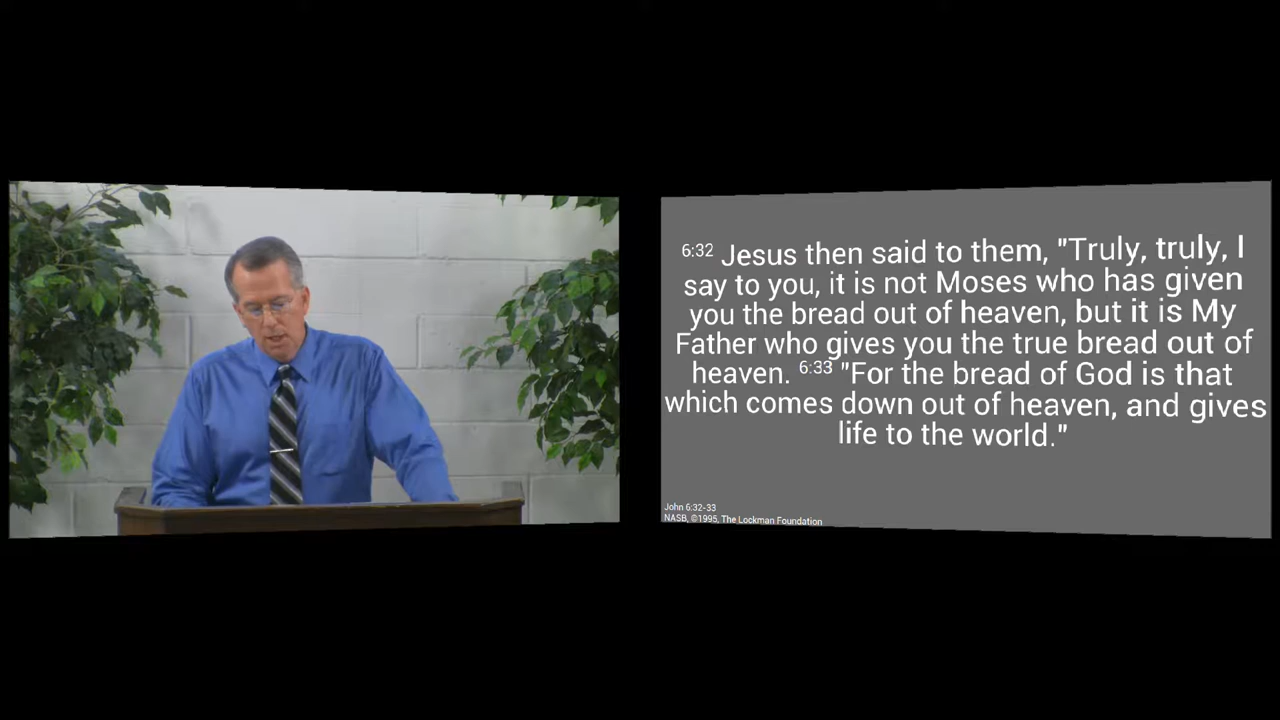 6:32 Jesus then said to them, "Truly, truly, I
say to you, it is not Moses who has given
you the bread out of heaven, but it is My
Father who gives you the true bread out of
heaven. 6:33 "For the bread of God is that
which comes down out of heaven, and gives
life to the world."
John 6:32-33
NASB, ©1995, The Lockman Foundation